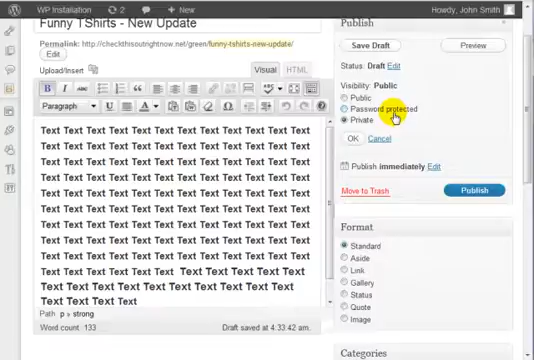 WP Installation 2 + New Howdy, John Smith
Funny TShirts - New Update
Permalink: http://checkthisoutrightnow.net/green/funny-tshirts-new-update/
Edit
Upload/Insert Visual HTML
B I ABC ABC
Paragraph U A
Text Text Text Text Text Text Text Text Text Text Text
Text Text Text Text Text Text Text Text Text Text Text
Text Text Text Text Text Text Text Text Text Text Text
Text Text Text Text Text Text Text Text Text Text Text
Text Text Text Text Text Text Text Text Text Text Text
Text Text Text Text Text Text Text Text Text Text Text
Text Text Text Text Text Text Text Text Text Text Text
Text Text Text Text Text Text Text Text Text Text Text
Text Text Text Text Text Text Text Text Text Text Text
Text Text Text Text Text Text Text Text Text Text
Text Text Text Text Text Text Text Text Text Text
Text Text Text Text
Path: p » strong
Word count: 133 Draft saved at 4:33:42 am.
Publish
Save Draft Preview
Status: Draft Edit
Visibility: Public
Public
Password protected
Private
OK Cancel
Publish immediately Edit
Move to Trash Publish
Format
Standard
Aside
Link
Gallery
Status
Quote
Image
Categories